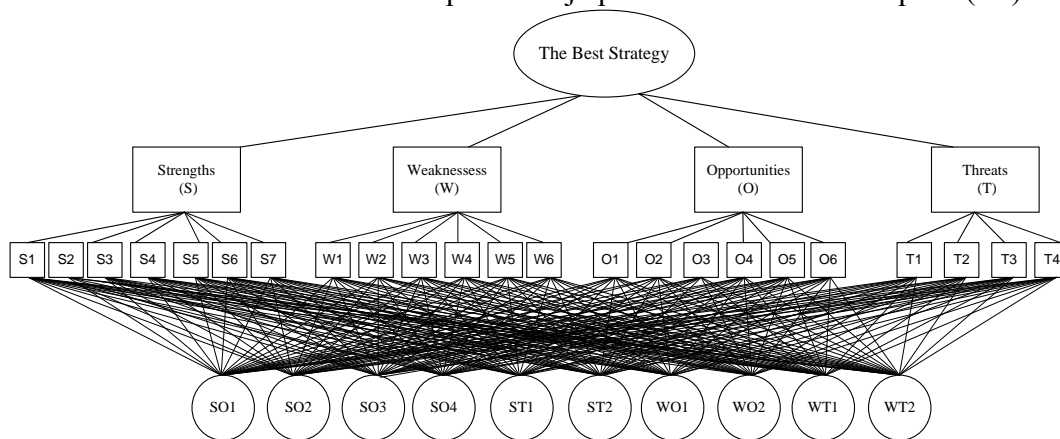 The Best Strategy
Strengths
(S)
Weaknessess
(W)
Opportunities
(O)
Threats
(T)
S1 S2 S3 S4 S5 S6 S7 W1 W2 W3 W4 W5 W6 O1 O2 O3 O4 O5 O6 T1 T2 T3 T4
SO1 SO2 SO3 SO4 ST1 ST2 WO1 WO2 WT1 WT2